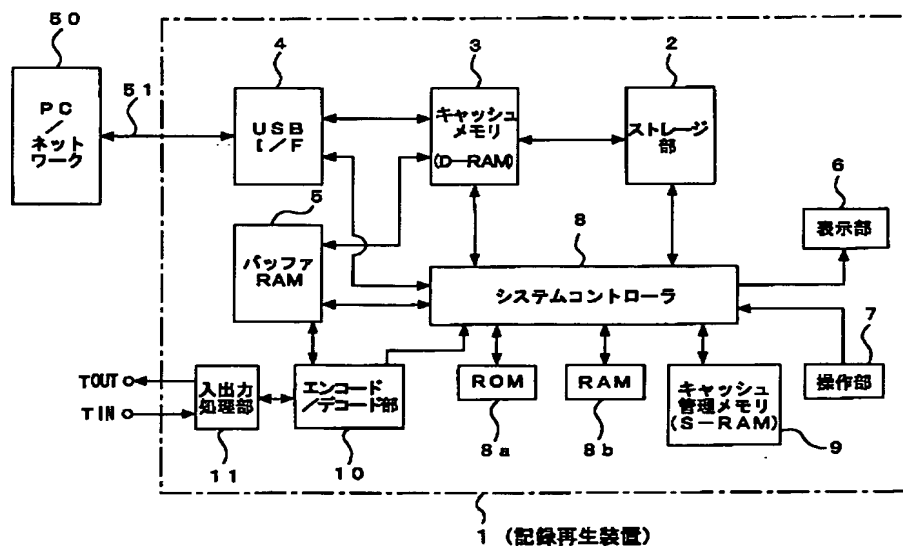 50
PC
/
ネット
ワーク
51
4
USB
I/F
3
キャッシュ
メモリ
(D-RAM)
2
ストレージ
部
5
バッファ
RAM
8
システムコントローラ
6
表示部
7
操作部
TOUT
TIN
入出力
処理部
11
エンコード
/デコード部
10
ROM
8a
RAM
8b
キャッシュ
管理メモリ
(S-RAM)
9
1 (記録再生装置)